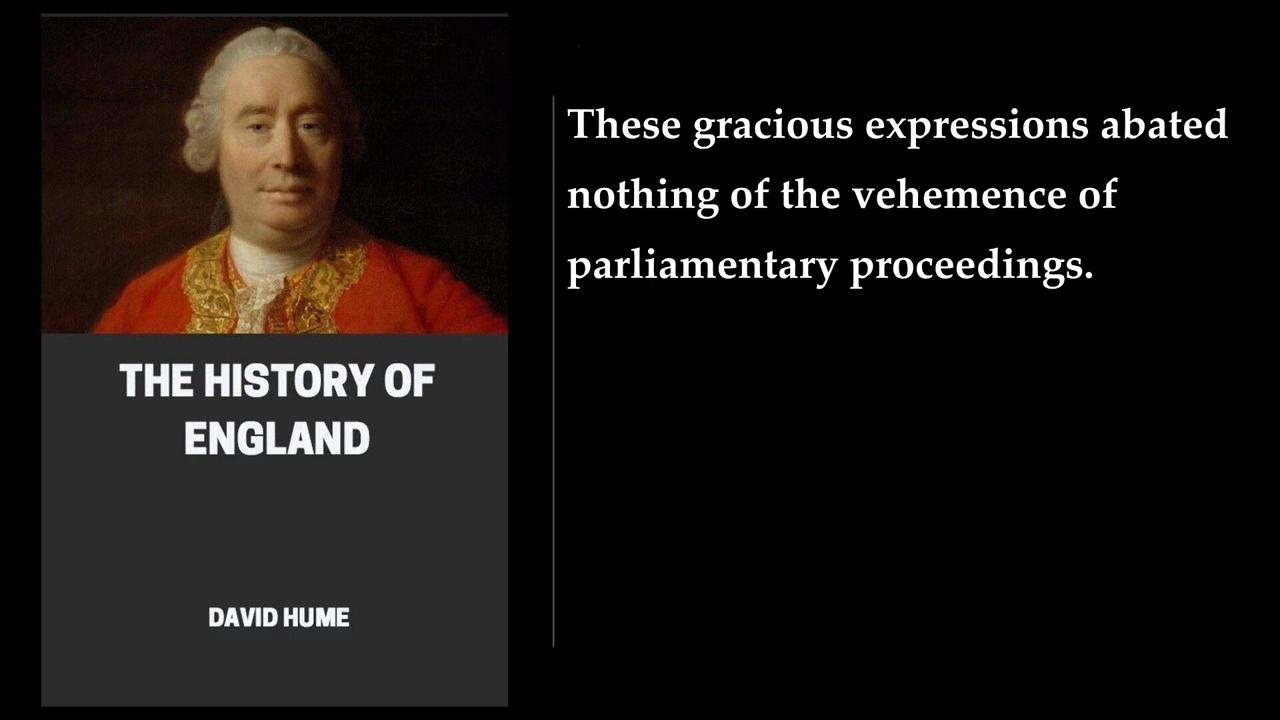 THE HISTORY OF
ENGLAND
DAVID HUME
These gracious expressions abated
nothing of the vehemence of
parliamentary proceedings.